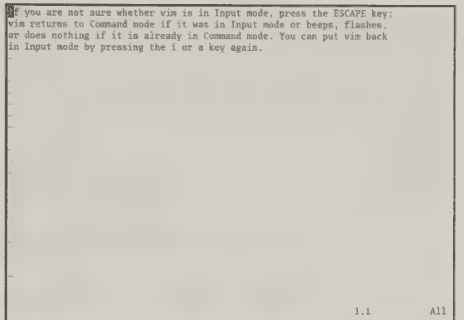 If you are not sure whether vim is in Input mode, press the ESCAPE key;
vim returns to Command mode if it was in Input mode or beeps, flashes,
or does nothing if it is already in Command mode. You can put vim back
in Input mode by pressing the i or a key again.
1,1 All